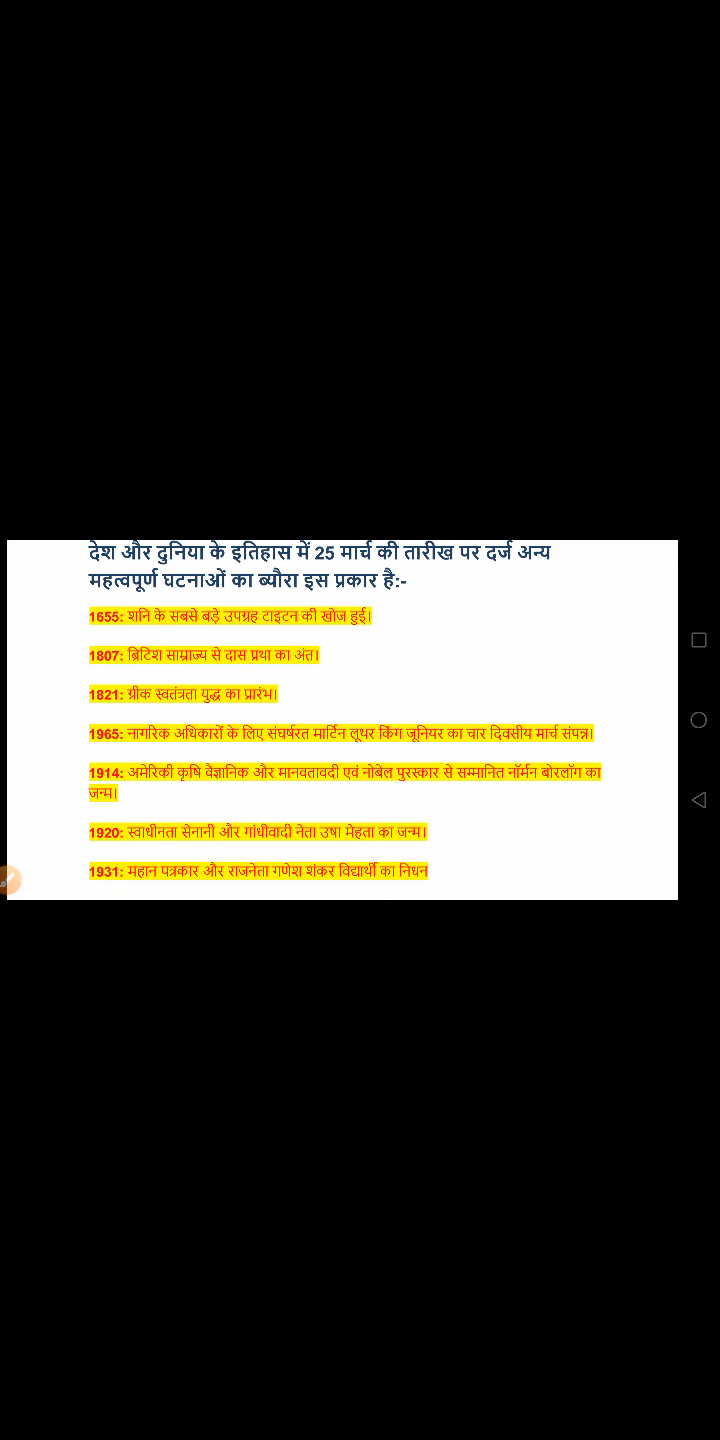 देश और दुनिया के इतिहास में 25 मार्च की तारीख पर दर्ज अन्य
महत्वपूर्ण घटनाओं का ब्यौरा इस प्रकार है:-
1655: शनि के सबसे बड़े उपग्रह टाइटन की खोज हुई।
1807: ब्रिटिश साम्राज्य से दास प्रथा का अंत।
1821: ग्रीक स्वतंत्रता युद्ध का प्रारंभ।
1965: नागरिक अधिकारों के लिए संघर्षरत मार्टिन लूथर किंग जूनियर का चार दिवसीय मार्च संपन्न।
1914: अमेरिकी कृषि वैज्ञानिक और मानवतावदी एवं नोबेल पुरस्कार से सम्मानित नॉर्मन बोरलॉग का
जन्म।
1920: स्वाधीनता सेनानी और गांधीवादी नेता उषा मेहता का जन्म।
1931: महान पत्रकार और राजनेता गणेश शंकर विद्यार्थी का निधन